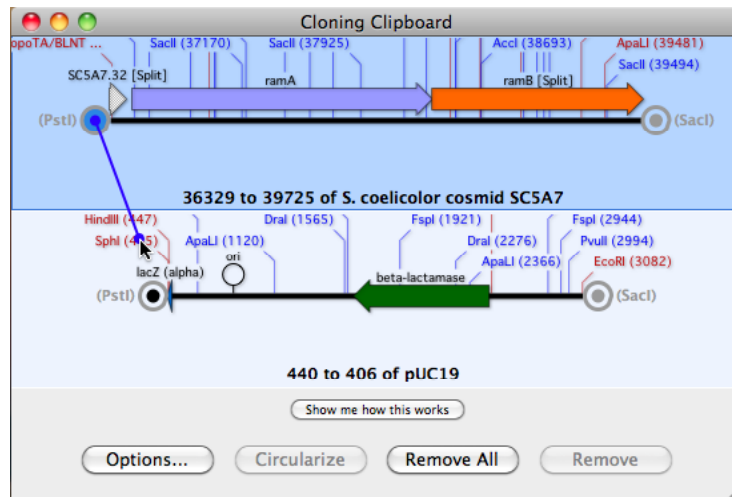 Cloning Clipboard
opoTA/BLNT ... SacII (37170) SacII (37925) AccI (38693) ApaLI (39481)
SacII (39494)
SC5A7.32 [Split] ramA ramB [Split]
(PstI) (SacI)
36329 to 39725 of S. coelicolor cosmid SC5A7
HindIII (447) DraI (1565) FspI (1921) FspI (2944)
SphI ApaLI (1120) DraI (2276) PvuII (2994)
ori ApaLI (2366) EcoRI (3082)
lacZ (alpha) beta-lactamase
(PstI) (SacI)
440 to 406 of pUC19
Show me how this works
Options... Circularize Remove All Remove